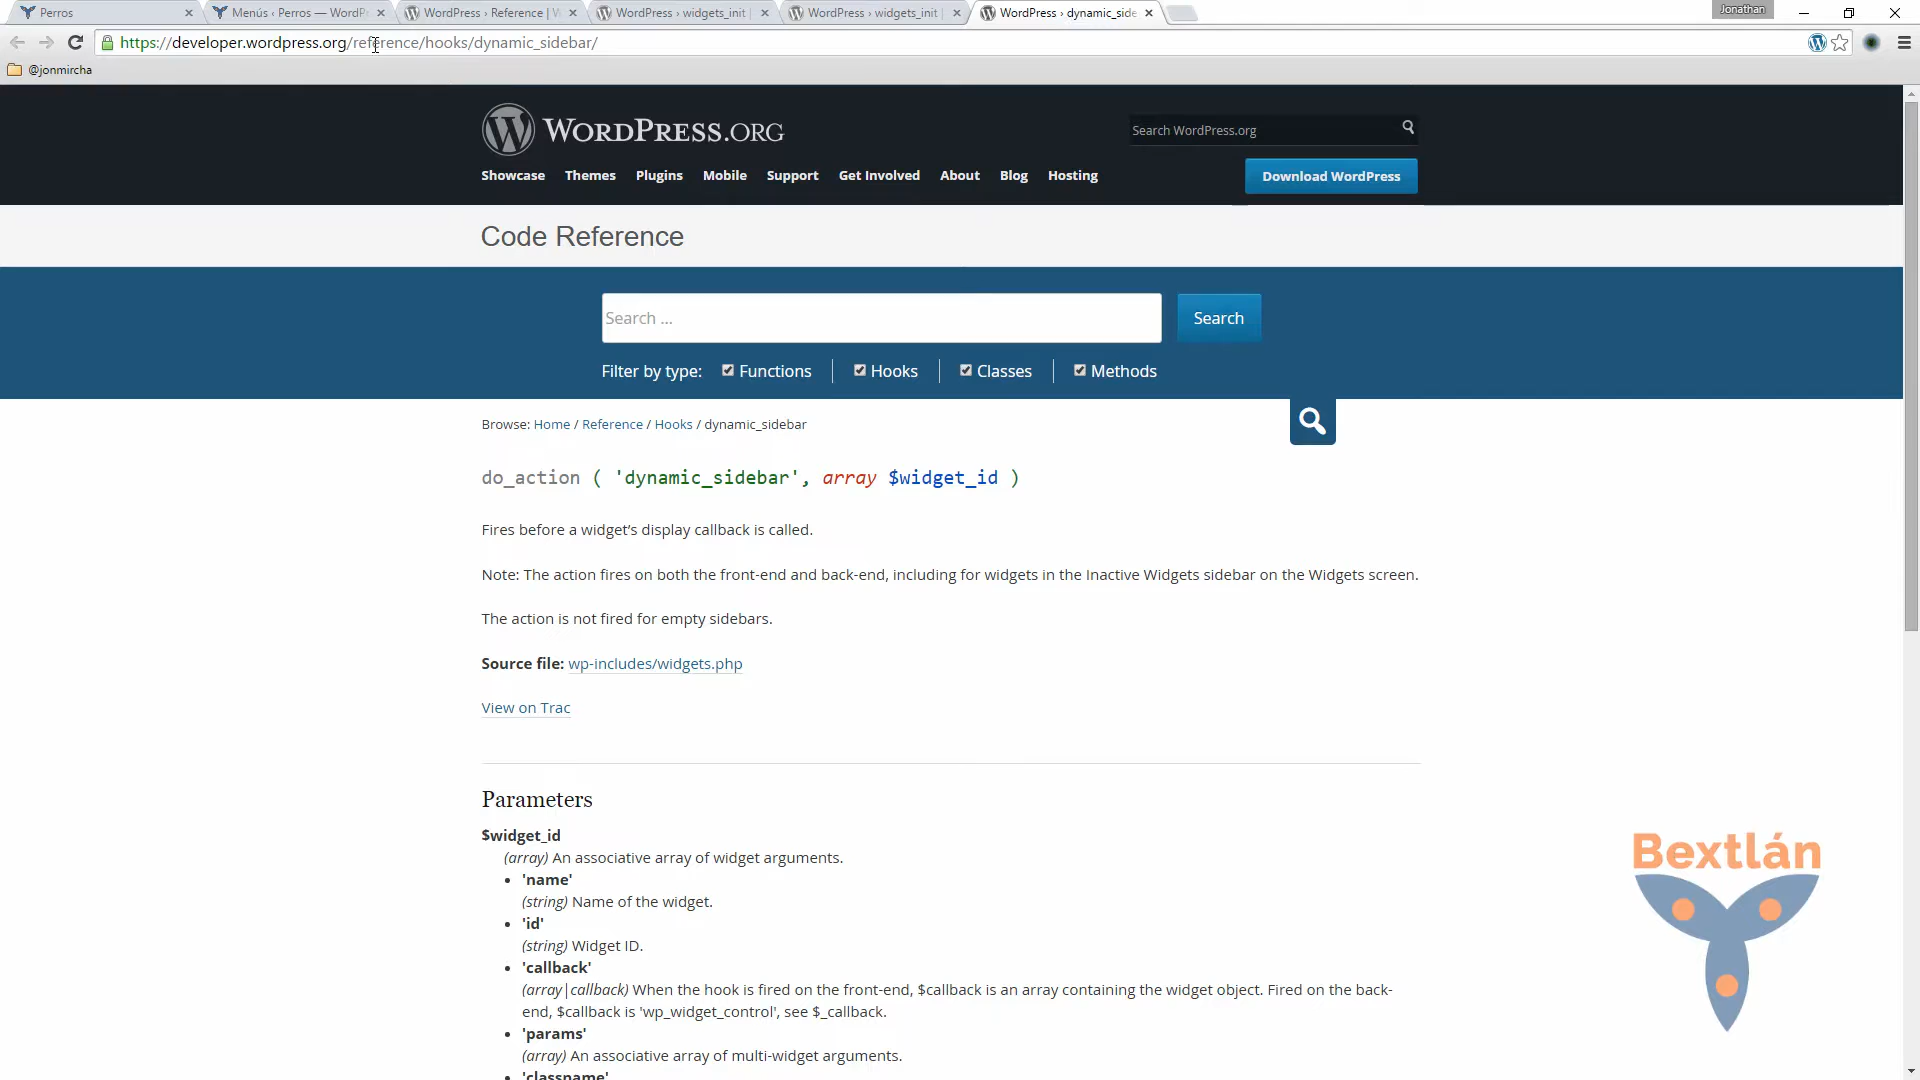 Perros
Menús ‹ Perros — WordP
WordPress › Reference | W
WordPress › widgets_init |
WordPress › widgets_init |
WordPress › dynamic_side
Jonathan
https://developer.wordpress.org/reference/hooks/dynamic_sidebar/
@jonmircha
WORDPRESS.ORG
Search WordPress.org
Showcase Themes Plugins Mobile Support Get Involved About Blog Hosting
Download WordPress
Code Reference
Search ...
Search
Filter by type: Functions Hooks Classes Methods
Browse: Home / Reference / Hooks / dynamic_sidebar
do_action ( 'dynamic_sidebar', array $widget_id )
Fires before a widget’s display callback is called.
Note: The action fires on both the front-end and back-end, including for widgets in the Inactive Widgets sidebar on the Widgets screen.
The action is not fired for empty sidebars.
Source file: wp-includes/widgets.php
View on Trac
Parameters
$widget_id
(array) An associative array of widget arguments.
• 'name'
(string) Name of the widget.
• 'id'
(string) Widget ID.
• 'callback'
(array|callback) When the hook is fired on the front-end, $callback is an array containing the widget object. Fired on the back-
end, $callback is 'wp_widget_control', see $_callback.
• 'params'
(array) An associative array of multi-widget arguments.
• 'classname'
Bextlán